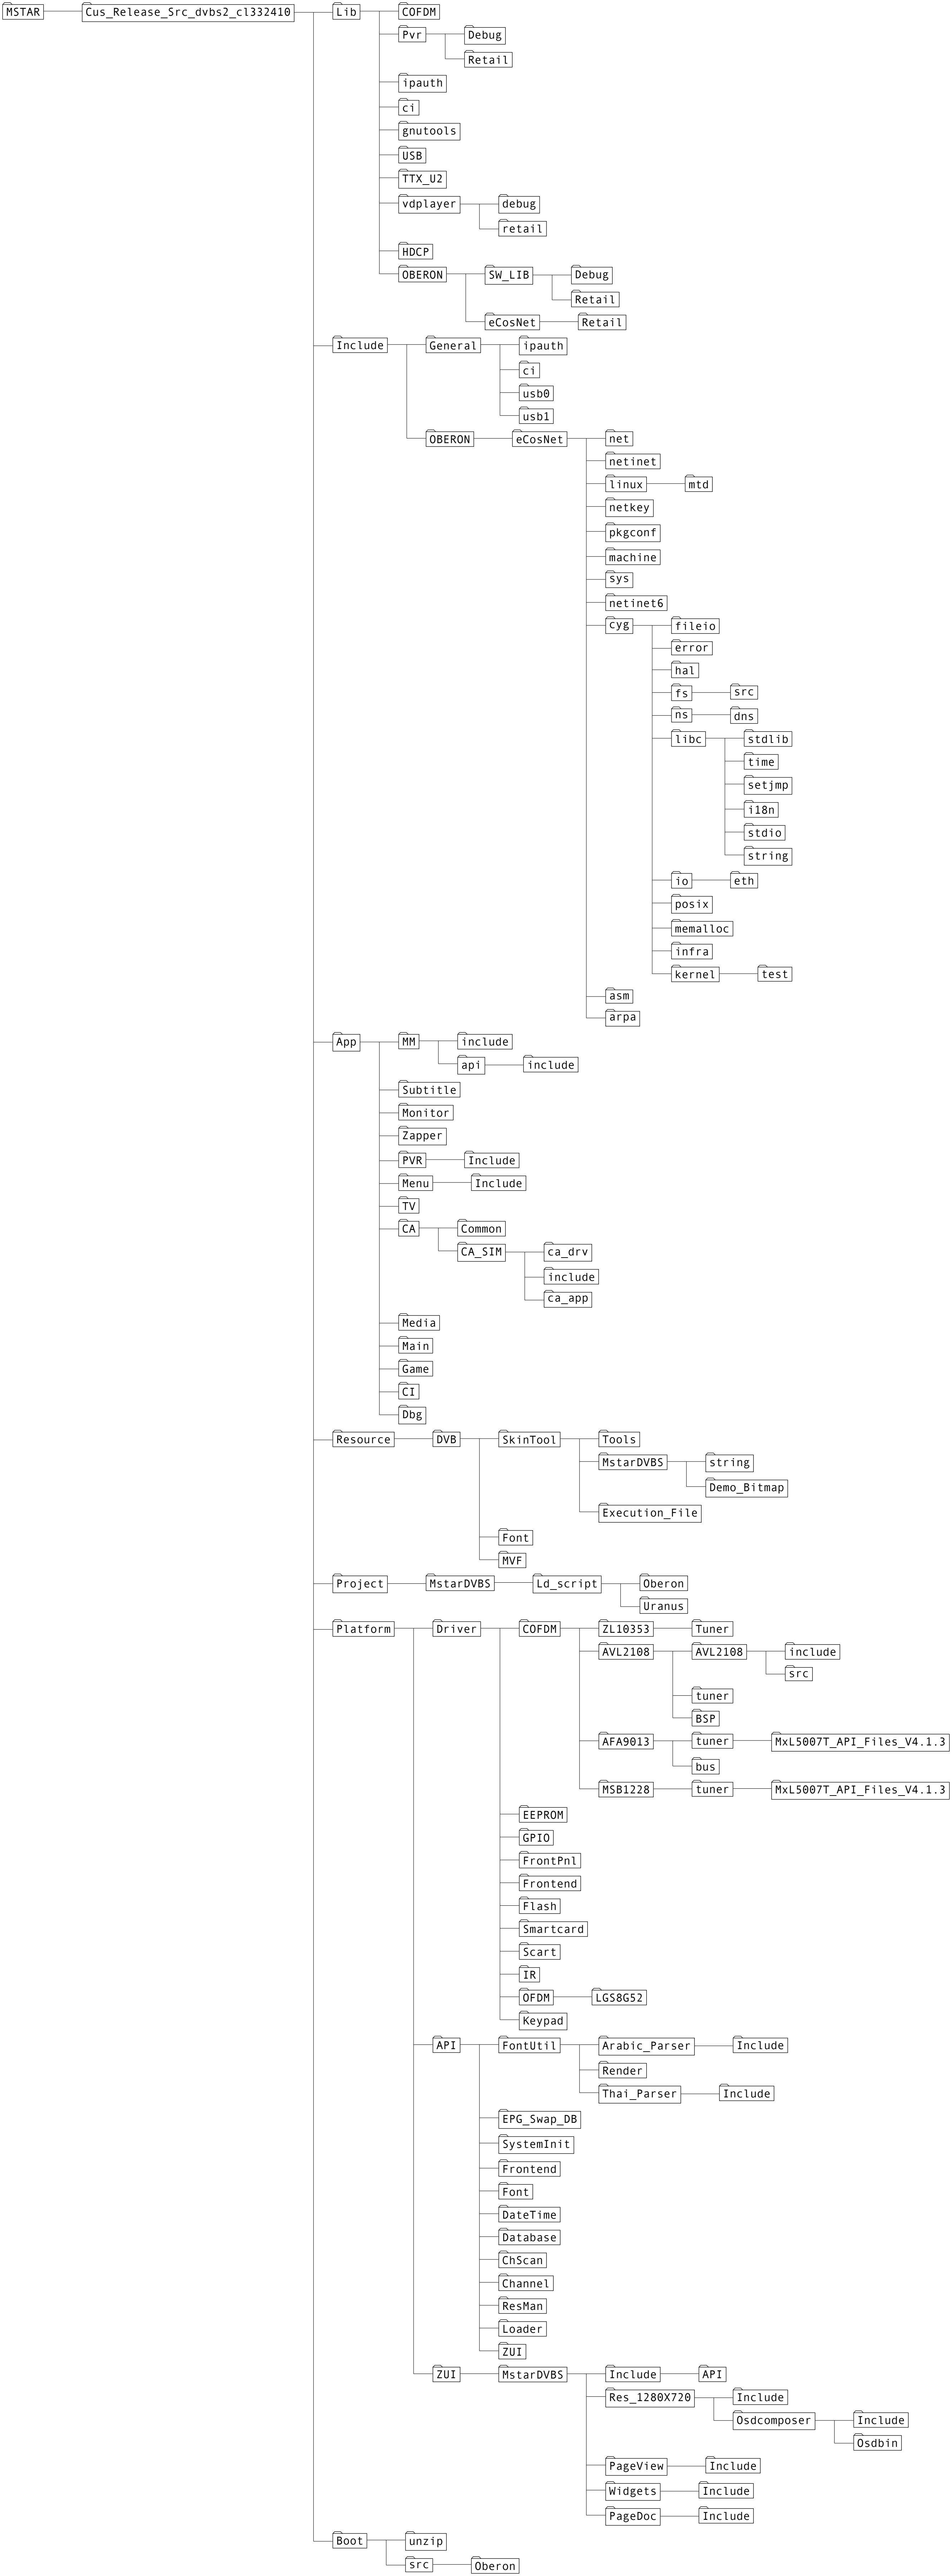 MSTAR Cus_Release_Src_dvbs2_cl332410 Lib COFDM
Pvr Debug
Retail
ipauth
ci
gnutools
USB
TTX_U2
vdplayer debug
retail
HDCP
OBERON SW_LIB Debug
Retail
eCosNet Retail
Include General ipauth
ci
usb0
usb1
OBERON eCosNet net
netinet
linux mtd
netkey
pkgconf
machine
sys
netinet6
cyg fileio
error
hal
fs src
ns dns
libc stdlib
time
setjmp
i18n
stdio
string
io eth
posix
memalloc
infra
kernel test
asm
arpa
App MM include
api include
Subtitle
Monitor
Zapper
PVR Include
Menu Include
TV
CA Common
CA_SIM ca_drv
include
ca_app
Media
Main
Game
CI
Dbg
Resource DVB SkinTool Tools
MstarDVBS string
Demo_Bitmap
Execution_File
Font
MVF
Project MstarDVBS Ld_script Oberon
Uranus
Platform Driver COFDM ZL10353 Tuner
AVL2108 AVL2108 include
src
tuner
BSP
AFA9013 tuner MxL5007T_API_Files_V4.1.3
bus
MSB1228 tuner MxL5007T_API_Files_V4.1.3
EEPROM
GPIO
FrontPnl
Frontend
Flash
Smartcard
Scart
IR
OFDM LGS8G52
Keypad
API FontUtil Arabic_Parser Include
Render
Thai_Parser Include
EPG_Swap_DB
SystemInit
Frontend
Font
DateTime
Database
ChScan
Channel
ResMan
Loader
ZUI
ZUI MstarDVBS Include API
Res_1280X720 Include
Osdcomposer Include
Osdbin
PageView Include
Widgets Include
PageDoc Include
Boot unzip
src Oberon